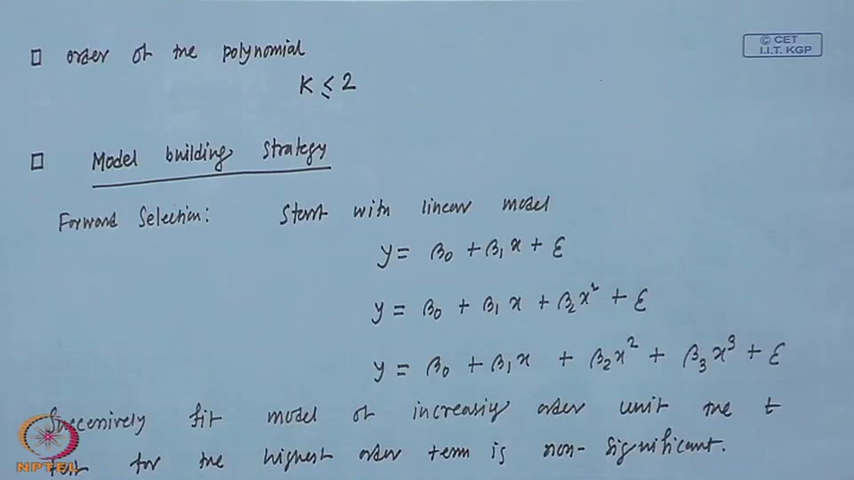 order of the polynomial
© CET
I.I.T. KGP
K ≤ 2
Model building strategy
Forward Selection: Start with linear model
y = β₀ + β₁x + ε
y = β₀ + β₁x + β₂x² + ε
y = β₀ + β₁x + β₂x² + β₃x³ + ε
Successively fit model of increasing order unit the t
test for the highest order term is non-significant.
NPTEL